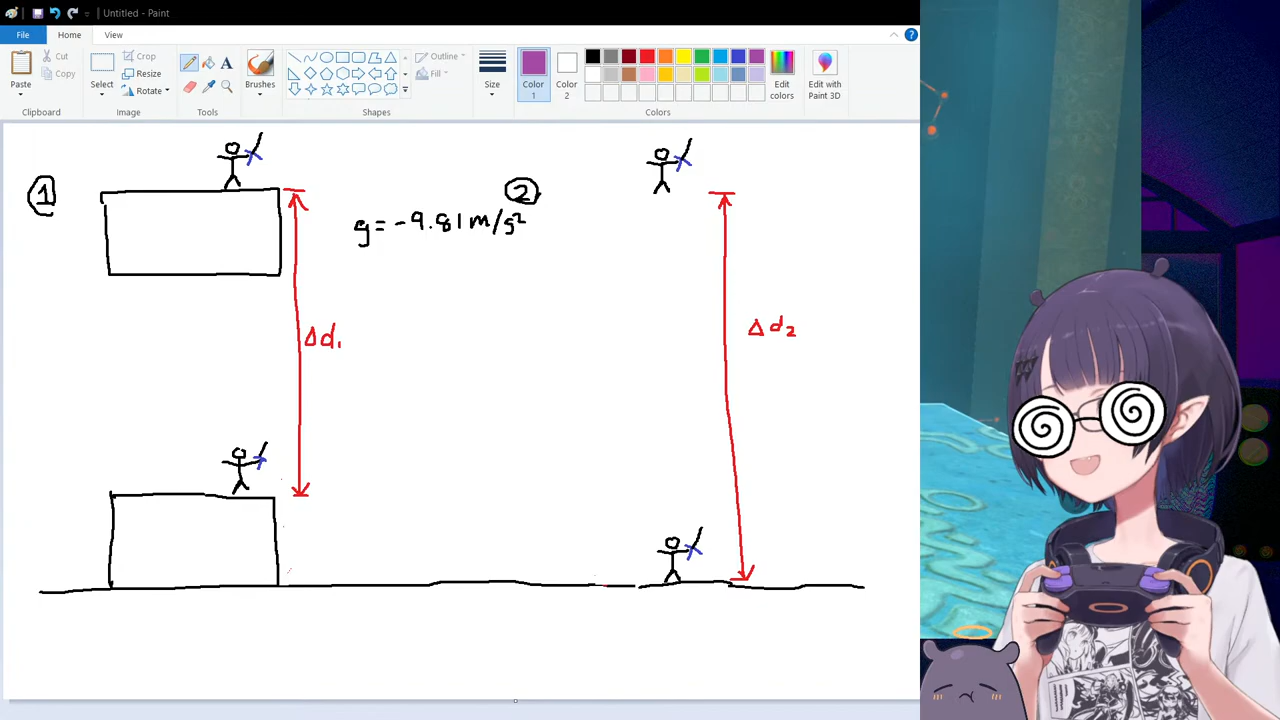 Untitled - Paint
File Home View
Paste
Cut
Copy
Clipboard
Select
Crop
Resize
Rotate
Image
Tools
Brushes
Shapes
Outline
Fill
Size
Color 1
Color 2
Edit colors
Edit with Paint 3D
Colors
1
2
g = -9.81 m/s²
Δd₁
Δd₂